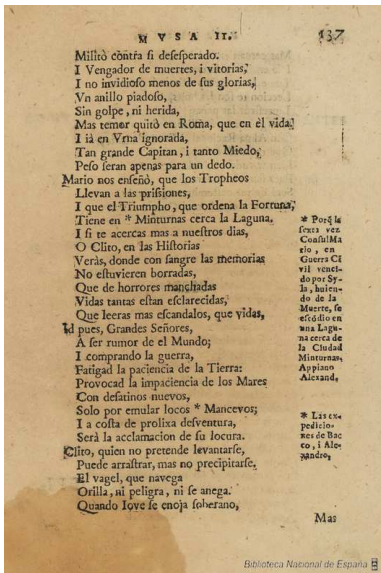 MVSA II. 137
Militò còntra si desesperado.
I Vengador de muertes, i vitorias,
I no invidioso menos de sus glorias,
Vn anillo piadoso,
Sin golpe, ni herida,
Mas temor quitò en Roma, que en èl vida.
I ià en Vrna ignorada,
Tan grande Capitan, i tanto Miedo,
Peso seran apenas para un dedo.
Mario nos enseñò, que los Tropheos
Llevan a las prisiones,
I que el Triumpho, que ordena la Fortuna,
Tiene en * Minturnas cerca la Laguna.
I si te acercas mas a nuestros dias,
O Clito, en las Historias
Veràs, donde con sangre las memorias
No estuvieren borradas,
Que de horrores manchadas
Vidas tantas estan esclarecidas,
Que leeras mas escandalos, que vidas,
Id pues, Grandes Señores,
A ser rumor de el Mundo;
I comprando la guerra,
Fatigad la paciencia de la Tierra:
Provocad la impaciencia de los Mares
Con desatinos nuevos,
Solo por emular locos * Mancevos;
I a costa de prolixa desventura,
Serà la acclamacion de su locura.
Clito, quien no pretende levantarse,
Puede arrastrar, mas no precipitarse.
El vagel, que navega
Orilla, ni peligra, ni se anega.
Quando Iove se enoja soberano,
* Porq̃ la
sexta vez
Consul Ma
rio, en
Guerra Ci
vil venci-
do por Sy-
la, huien-
do de la
Muerte, se
escōdio en
una Lagu-
na cerca de
la Ciudad
Minturnas,
Appiano
Alexand.
* Las ex
pedicio-
nes de Bac
co, i Ale-
xandro,
Mas
Biblioteca Nacional de España